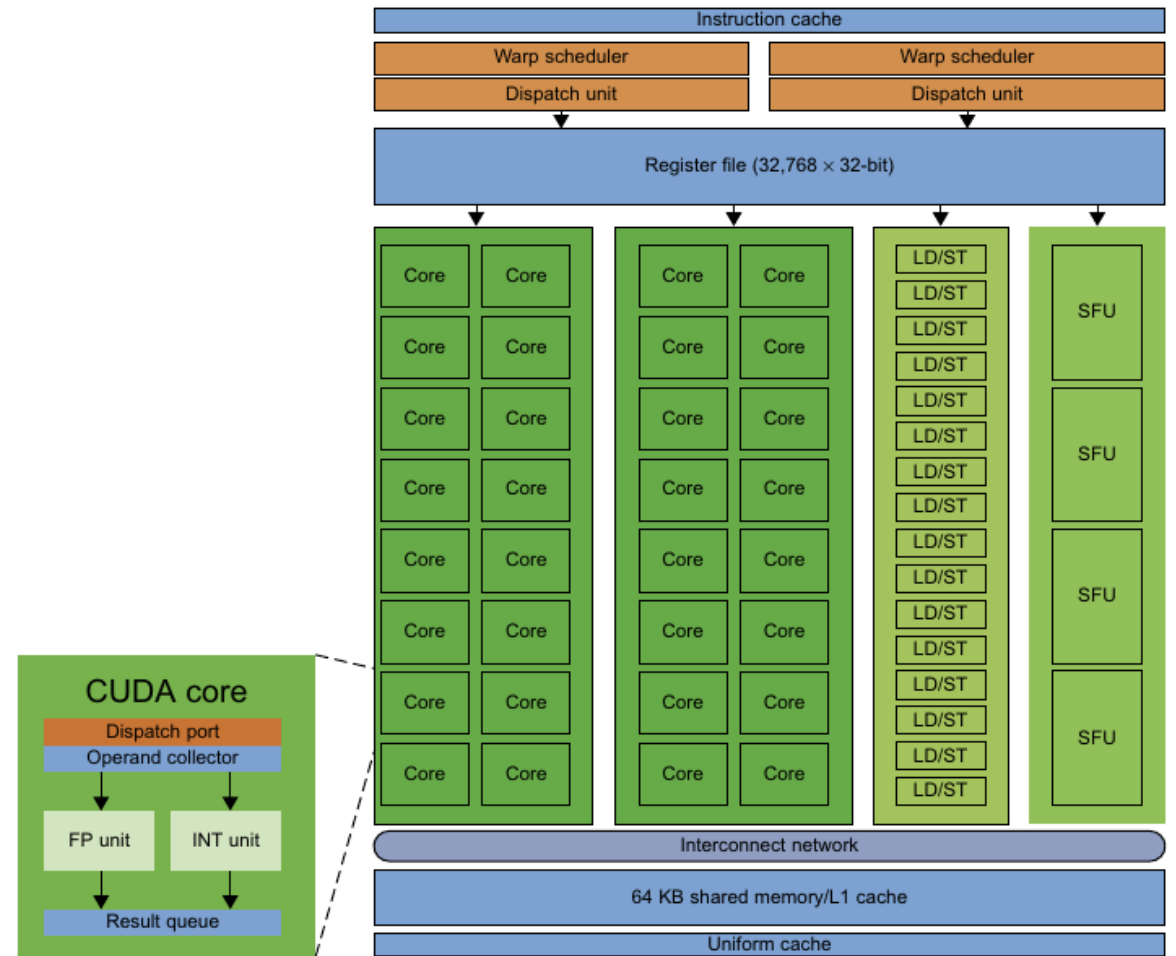 Instruction cache
Warp scheduler Warp scheduler
Dispatch unit Dispatch unit
Register file (32,768 × 32-bit)
Core Core Core Core LD/ST
LD/ST
SFU
Core Core Core Core LD/ST
LD/ST
Core Core Core Core LD/ST
LD/ST
SFU
Core Core Core Core LD/ST
LD/ST
Core Core Core Core LD/ST
LD/ST
SFU
Core Core Core Core LD/ST
LD/ST
Core Core Core Core LD/ST
LD/ST
SFU
Core Core Core Core LD/ST
LD/ST
CUDA core
Dispatch port
Operand collector
FP unit INT unit
Result queue
Interconnect network
64 KB shared memory/L1 cache
Uniform cache